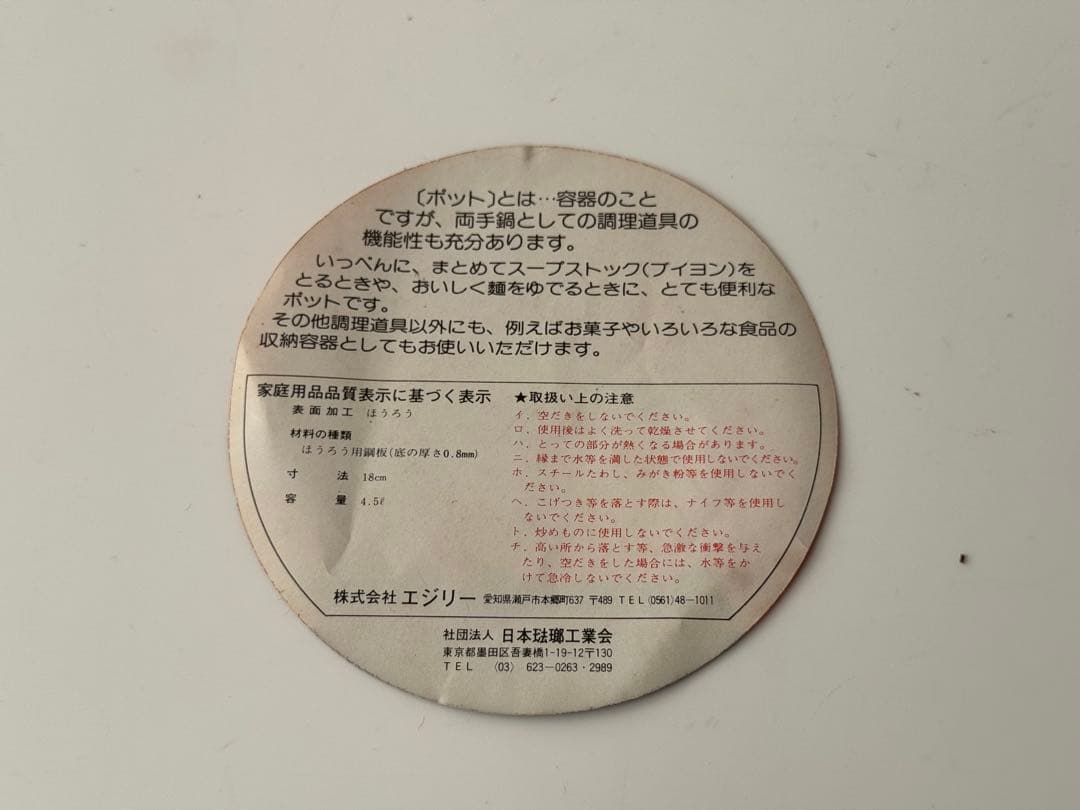 〔ポット〕とは…容器のこと
ですが、両手鍋としての調理道具の
機能性も充分あります。
いっぺんに、まとめてスープストック(ブイヨン)を
とるときや、おいしく麺をゆでるときに、とても便利な
ポットです。
その他調理道具以外にも、例えばお菓子やいろいろな食品の
収納容器としてもお使いいただけます。
家庭用品品質表示に基づく表示
表面加工 ほうろう
材料の種類
ほうろう用鋼板(底の厚さ0.8mm)
寸法 18cm
容量 4.5ℓ
★取扱い上の注意
イ．空だきをしないでください。
ロ．使用後はよく洗って乾燥させてください。
ハ．とっての部分が熱くなる場合があります。
ニ．縁まで水等を満した状態で使用しないでください。
ホ．スチールたわし、みがき粉等を使用しないでく
ださい。
ヘ．こげつき等を落とす際は、ナイフ等を使用し
ないでください。
ト．炒めものに使用しないでください。
チ．高い所から落とす等、急激な衝撃を与え
たり、空だきをした場合には、水等をか
けて急冷しないでください。
株式会社 エジリー 愛知県瀬戸市本郷町637 〒489 TEL(0561)48-1011
社団法人 日本琺瑯工業会
東京都墨田区吾妻橋1-19-12〒130
TEL (03) 623-0263・2989